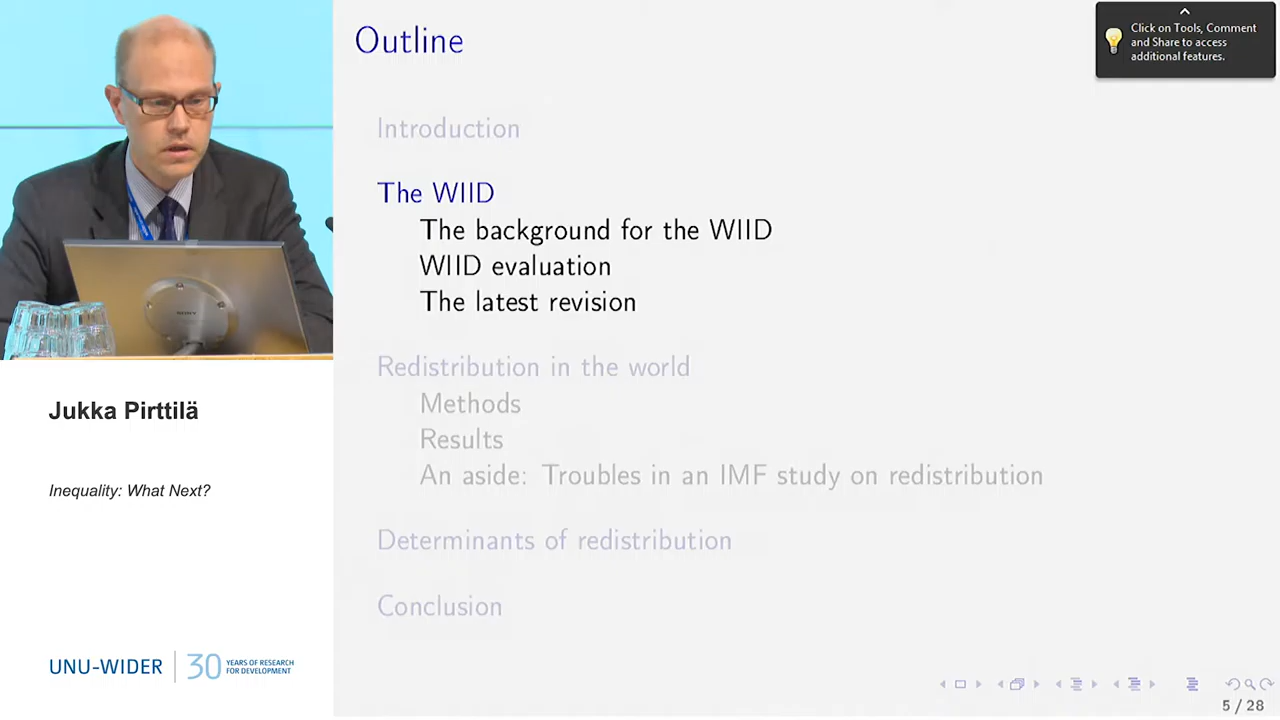 Outline
Click on Tools, Comment
and Share to access
additional features.
Introduction
The WIID
The background for the WIID
WIID evaluation
The latest revision
Redistribution in the world
Methods
Results
An aside: Troubles in an IMF study on redistribution
Determinants of redistribution
Conclusion
5 / 28
SONY
Jukka Pirttilä
Inequality: What Next?
UNU-WIDER
30 YEARS OF RESEARCH
FOR DEVELOPMENT